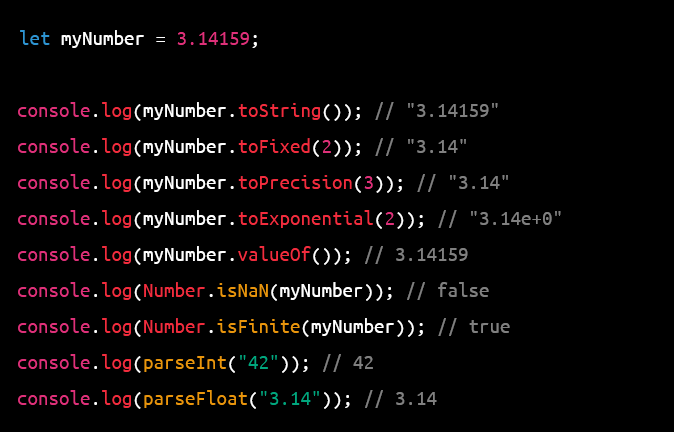 let myNumber = 3.14159;
console.log(myNumber.toString()); // "3.14159"
console.log(myNumber.toFixed(2)); // "3.14"
console.log(myNumber.toPrecision(3)); // "3.14"
console.log(myNumber.toExponential(2)); // "3.14e+0"
console.log(myNumber.valueOf()); // 3.14159
console.log(Number.isNaN(myNumber)); // false
console.log(Number.isFinite(myNumber)); // true
console.log(parseInt("42")); // 42
console.log(parseFloat("3.14")); // 3.14